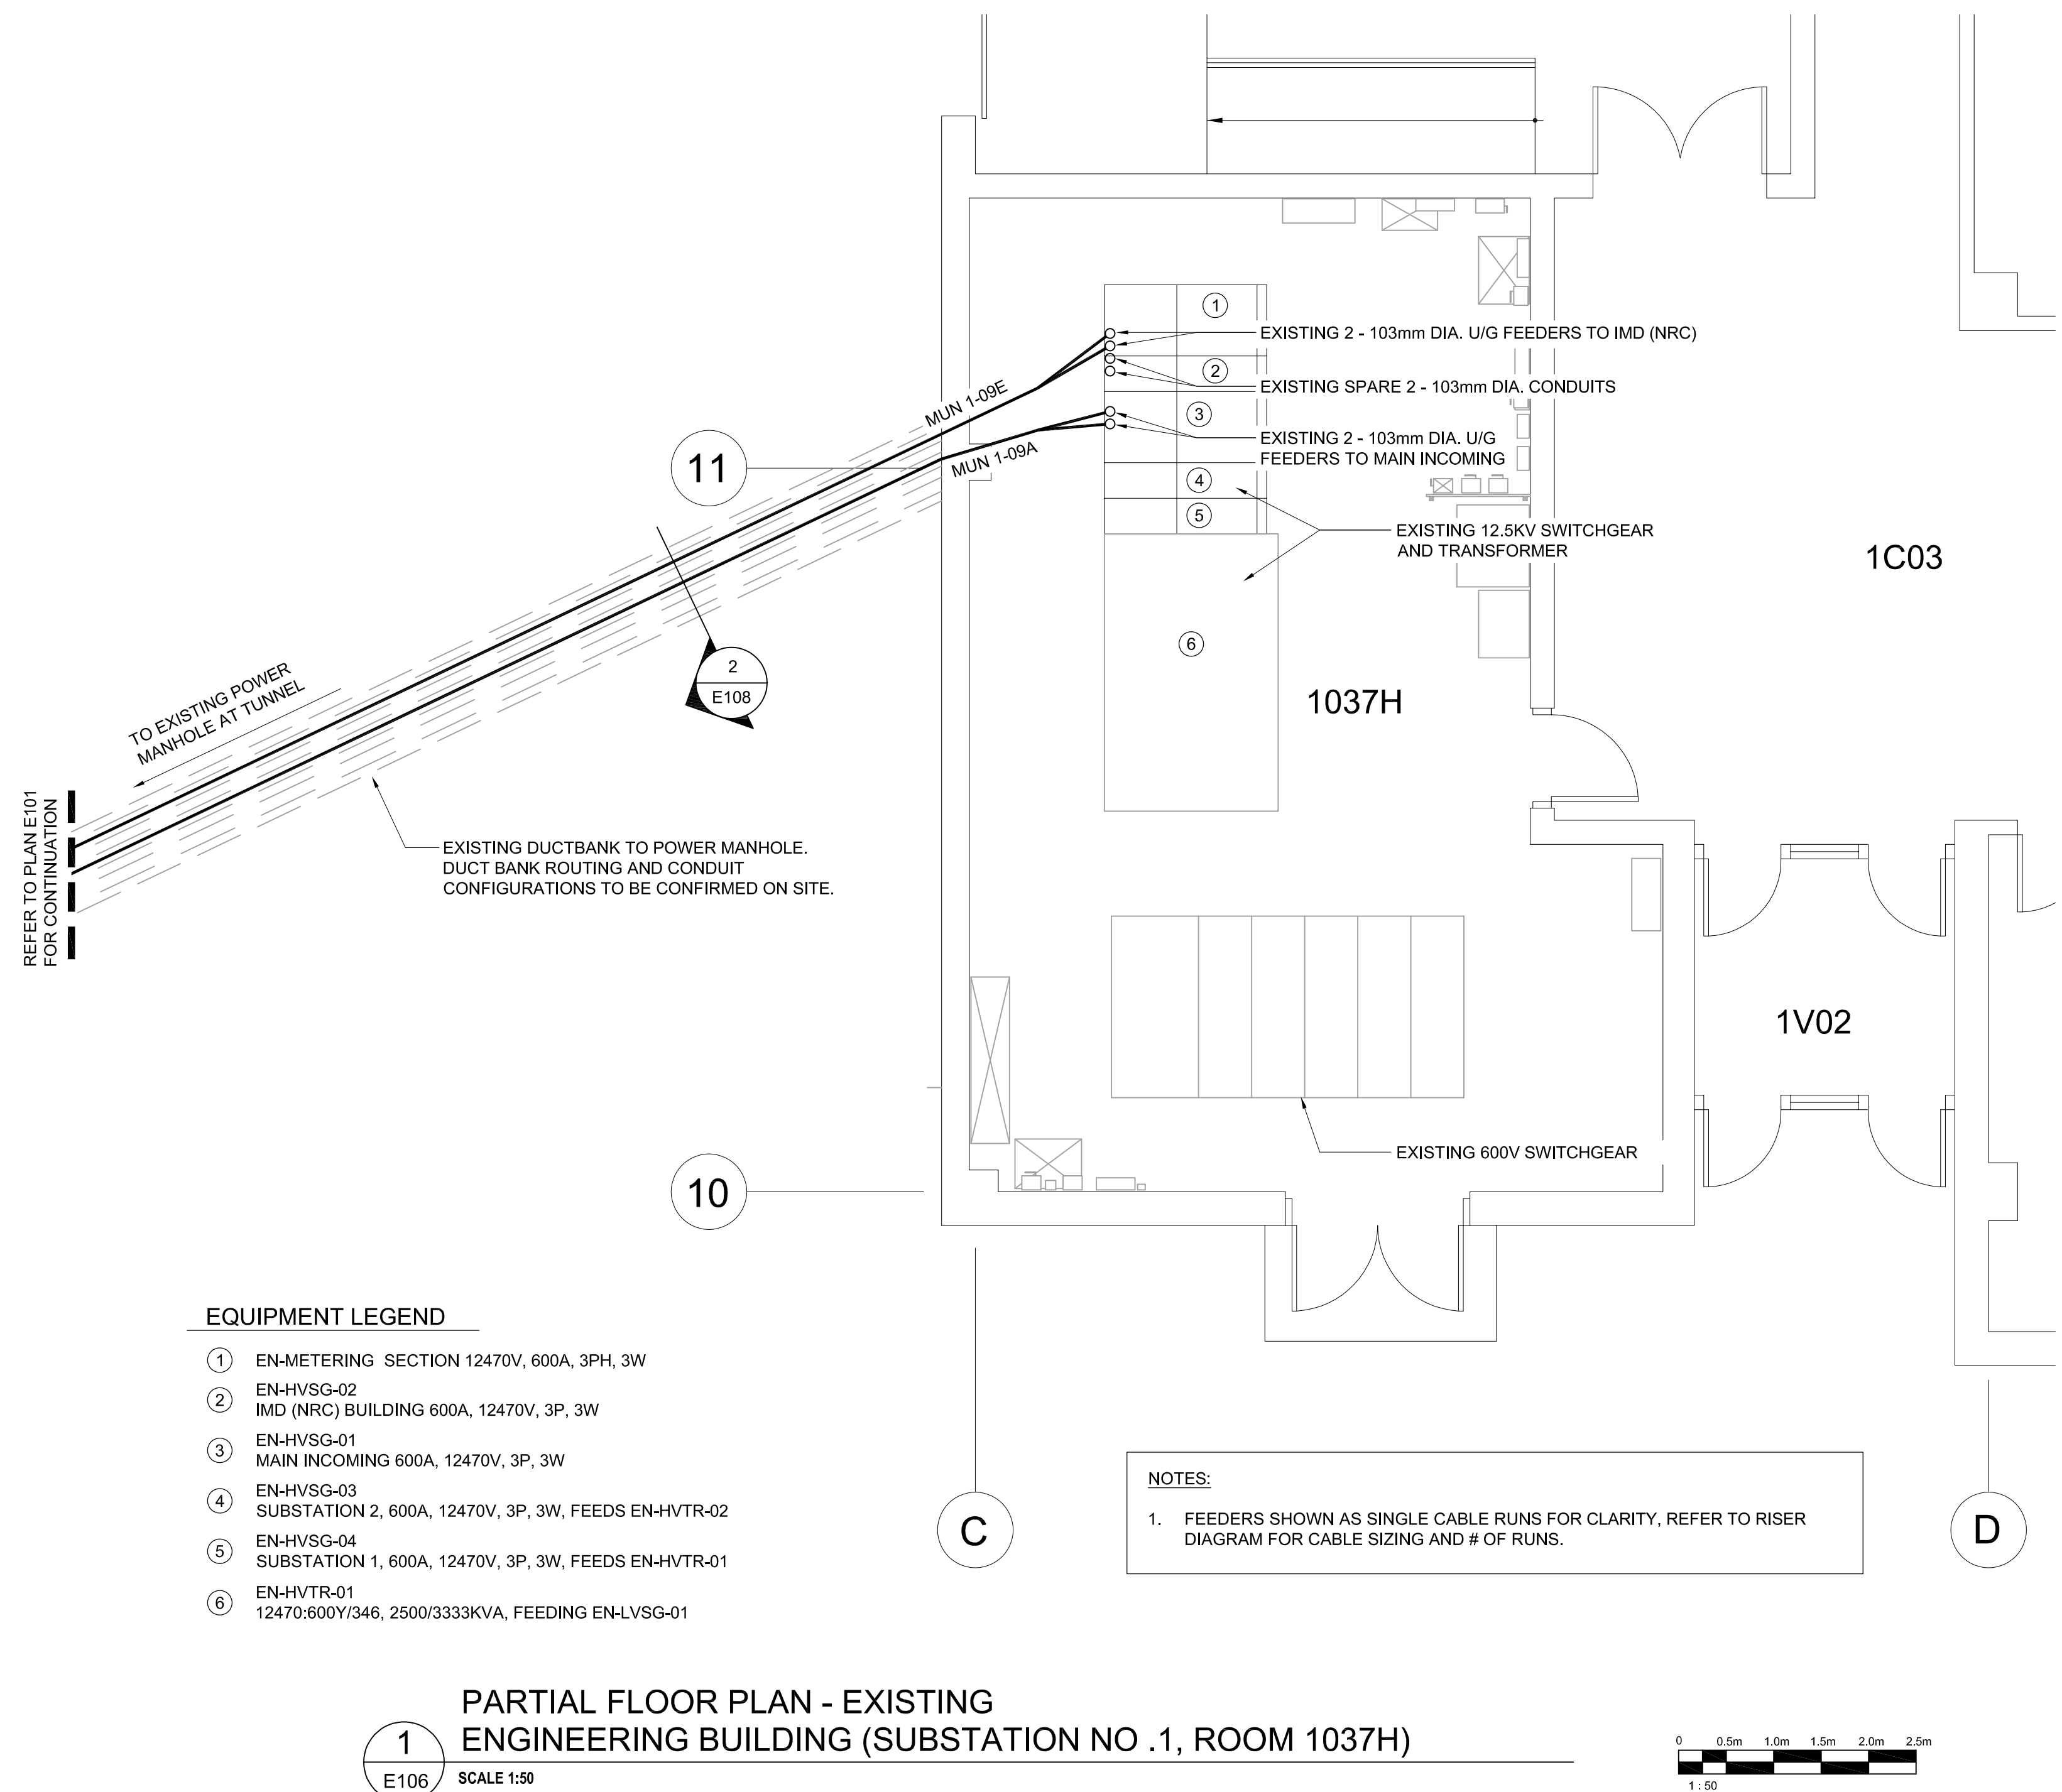 1
EXISTING 2 - 103mm DIA. U/G FEEDERS TO IMD (NRC)
2
EXISTING SPARE 2 - 103mm DIA. CONDUITS
MUN 1-09E
3
EXISTING 2 - 103mm DIA. U/G
FEEDERS TO MAIN INCOMING
MUN 1-09A
11
4
5
EXISTING 12.5KV SWITCHGEAR
AND TRANSFORMER
1C03
6
2
E108
1037H
TO EXISTING POWER
MANHOLE AT TUNNEL
REFER TO PLAN E101
FOR CONTINUATION
EXISTING DUCTBANK TO POWER MANHOLE.
DUCT BANK ROUTING AND CONDUIT
CONFIGURATIONS TO BE CONFIRMED ON SITE.
1V02
EXISTING 600V SWITCHGEAR
10
EQUIPMENT LEGEND
1 EN-METERING SECTION 12470V, 600A, 3PH, 3W
2 EN-HVSG-02
IMD (NRC) BUILDING 600A, 12470V, 3P, 3W
3 EN-HVSG-01
MAIN INCOMING 600A, 12470V, 3P, 3W
4 EN-HVSG-03
SUBSTATION 2, 600A, 12470V, 3P, 3W, FEEDS EN-HVTR-02
5 EN-HVSG-04
SUBSTATION 1, 600A, 12470V, 3P, 3W, FEEDS EN-HVTR-01
6 EN-HVTR-01
12470:600Y/346, 2500/3333KVA, FEEDING EN-LVSG-01
C
NOTES:
1. FEEDERS SHOWN AS SINGLE CABLE RUNS FOR CLARITY, REFER TO RISER
DIAGRAM FOR CABLE SIZING AND # OF RUNS.
D
1
E106
PARTIAL FLOOR PLAN - EXISTING
ENGINEERING BUILDING (SUBSTATION NO .1, ROOM 1037H)
SCALE 1:50
0 0.5m 1.0m 1.5m 2.0m 2.5m
1 : 50